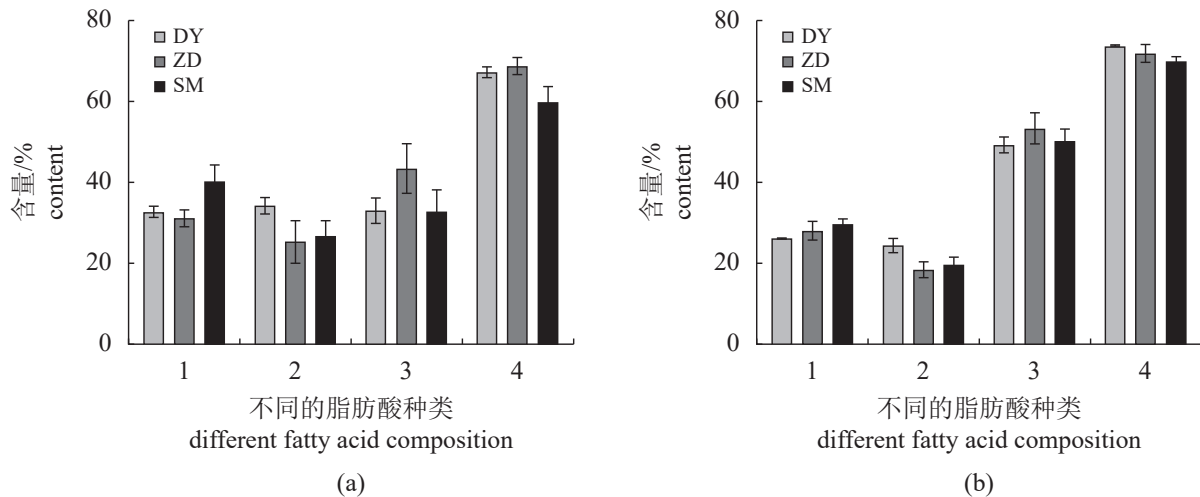 80
60
40
20
0
含量/%
content
DY
ZD
SM
1 2 3 4
不同的脂肪酸种类
different fatty acid composition
(a)
80
60
40
20
0
含量/%
content
DY
ZD
SM
1 2 3 4
不同的脂肪酸种类
different fatty acid composition
(b)